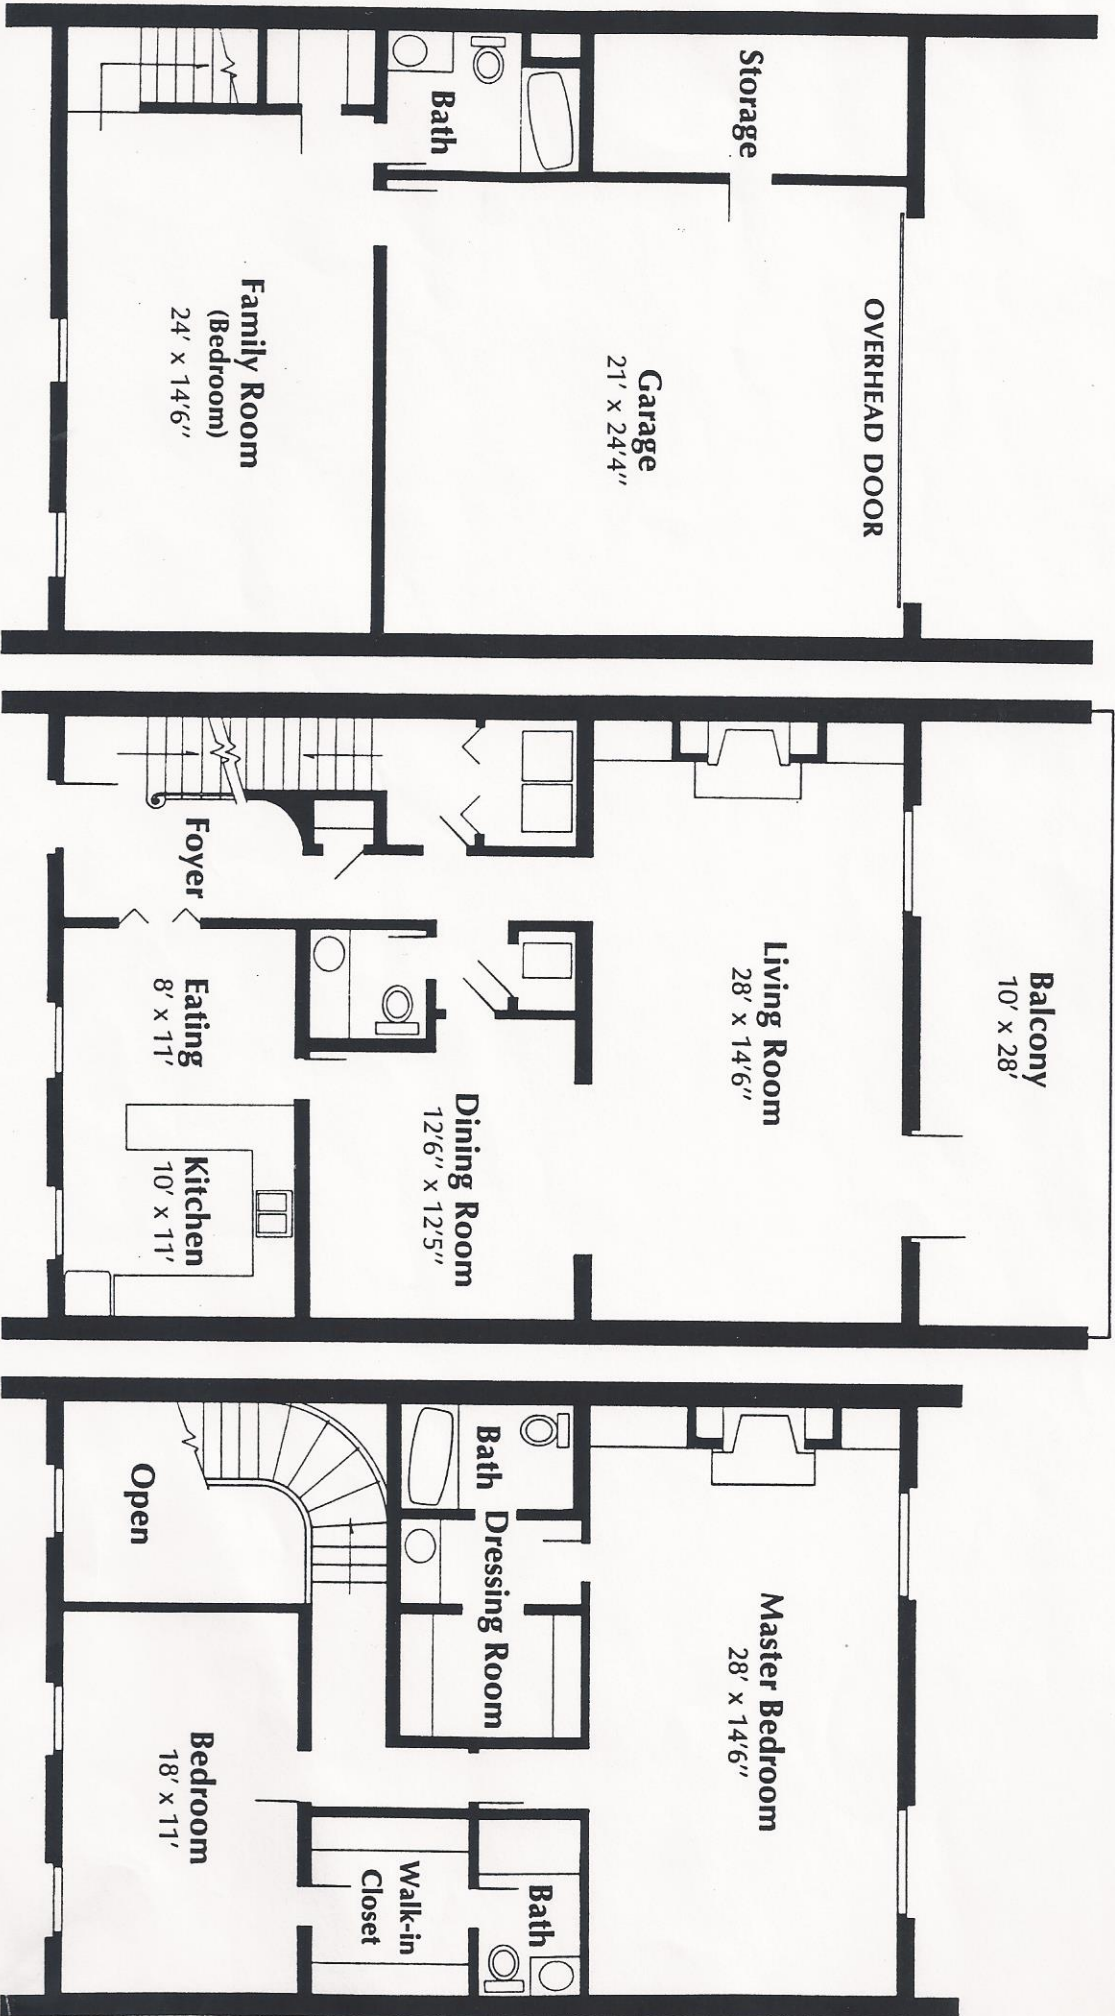 Storage
Bath
OVERHEAD DOOR
Garage
21' x 24'4"
Family Room
(Bedroom)
24' x 14'6"
Balcony
10' x 28'
Living Room
28' x 14'6"
Dining Room
12'6" x 12'5"
Foyer
Eating
8' x 11'
Kitchen
10' x 11'
Master Bedroom
28' x 14'6"
Bath
Dressing Room
Open
Bath
Walk-in
Closet
Bedroom
18' x 11'